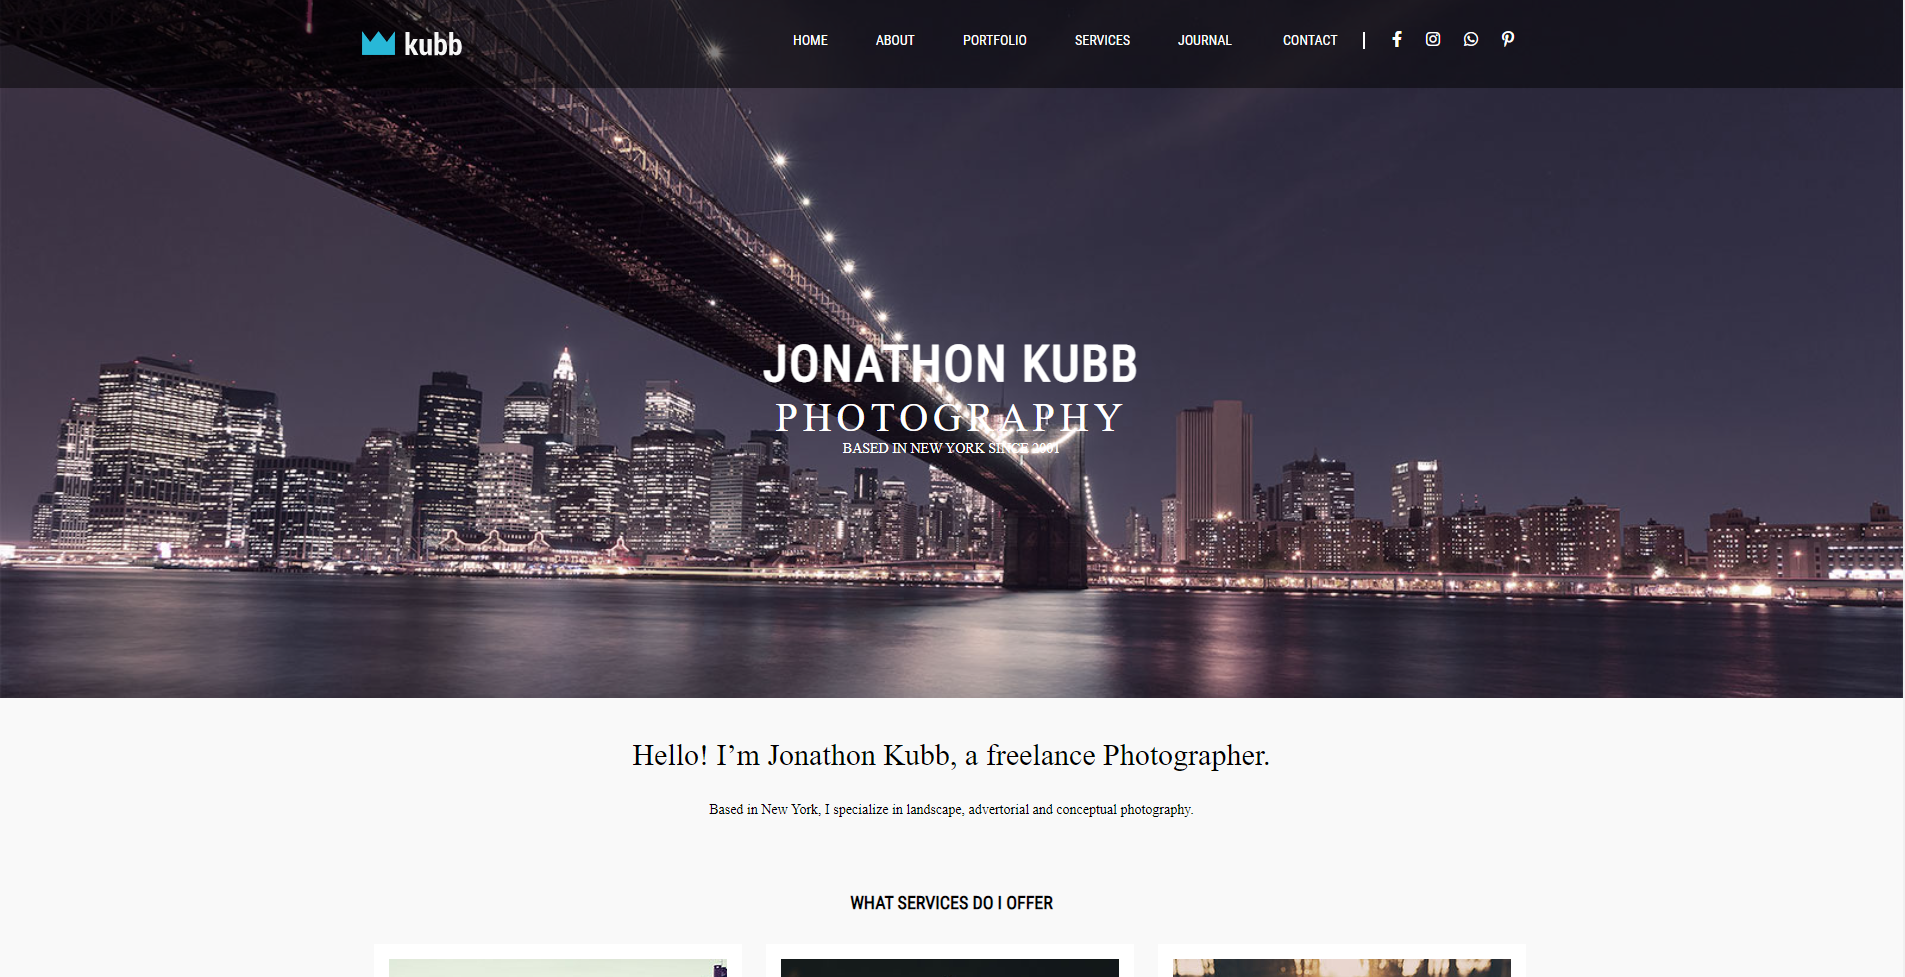 kubb
HOME ABOUT PORTFOLIO SERVICES JOURNAL CONTACT
JONATHON KUBB
PHOTOGRAPHY
BASED IN NEW YORK SINCE 2001
Hello! I’m Jonathon Kubb, a freelance Photographer.
Based in New York, I specialize in landscape, advertorial and conceptual photography.
WHAT SERVICES DO I OFFER